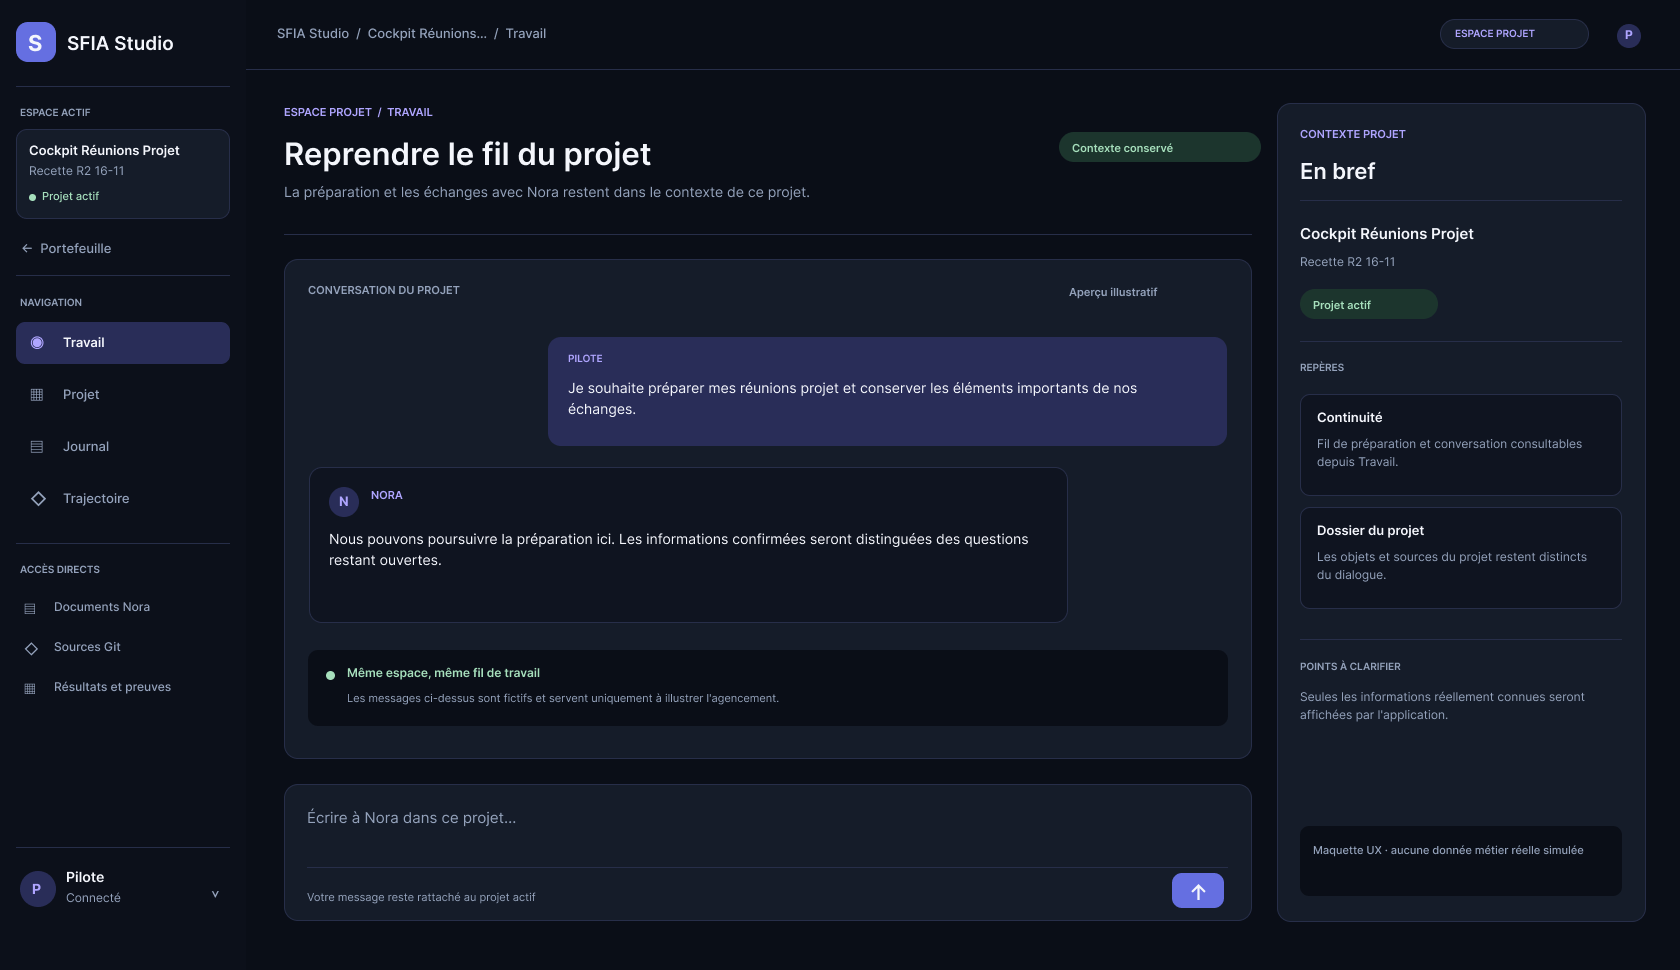 S SFIA Studio
ESPACE ACTIF
Cockpit Réunions Projet
Recette R2 16-11
Projet actif
← Portefeuille
NAVIGATION
Travail
Projet
Journal
Trajectoire
ACCÈS DIRECTS
Documents Nora
Sources Git
Résultats et preuves
P Pilote
Connecté
SFIA Studio / Cockpit Réunions... / Travail
ESPACE PROJET
P
ESPACE PROJET / TRAVAIL
Reprendre le fil du projet
Contexte conservé
La préparation et les échanges avec Nora restent dans le contexte de ce projet.
CONVERSATION DU PROJET
Aperçu illustratif
PILOTE
Je souhaite préparer mes réunions projet et conserver les éléments importants de nos
échanges.
N NORA
Nous pouvons poursuivre la préparation ici. Les informations confirmées seront distinguées des questions
restant ouvertes.
Même espace, même fil de travail
Les messages ci-dessus sont fictifs et servent uniquement à illustrer l'agencement.
Écrire à Nora dans ce projet...
Votre message reste rattaché au projet actif
CONTEXTE PROJET
En bref
Cockpit Réunions Projet
Recette R2 16-11
Projet actif
REPÈRES
Continuité
Fil de préparation et conversation consultables
depuis Travail.
Dossier du projet
Les objets et sources du projet restent distincts
du dialogue.
POINTS À CLARIFIER
Seules les informations réellement connues seront
affichées par l'application.
Maquette UX · aucune donnée métier réelle simulée